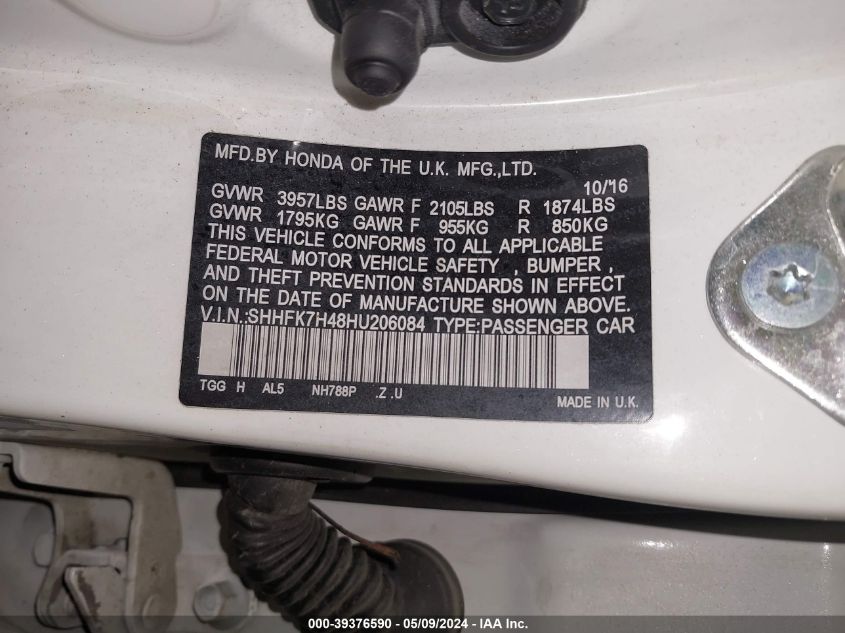 MFD.BY HONDA OF THE U.K. MFG.,LTD.
10/16
GVWR 3957LBS GAWR F 2105LBS R 1874LBS
GVWR 1795KG GAWR F 955KG R 850KG
THIS VEHICLE CONFORMS TO ALL APPLICABLE
FEDERAL MOTOR VEHICLE SAFETY , BUMPER ,
AND THEFT PREVENTION STANDARDS IN EFFECT
ON THE DATE OF MANUFACTURE SHOWN ABOVE.
V.I.N.:SHHFK7H48HU206084 TYPE:PASSENGER CAR
TGG H AL5 NH788P .Z .U
MADE IN U.K.
000-39376590 - 05/09/2024 - IAA Inc.